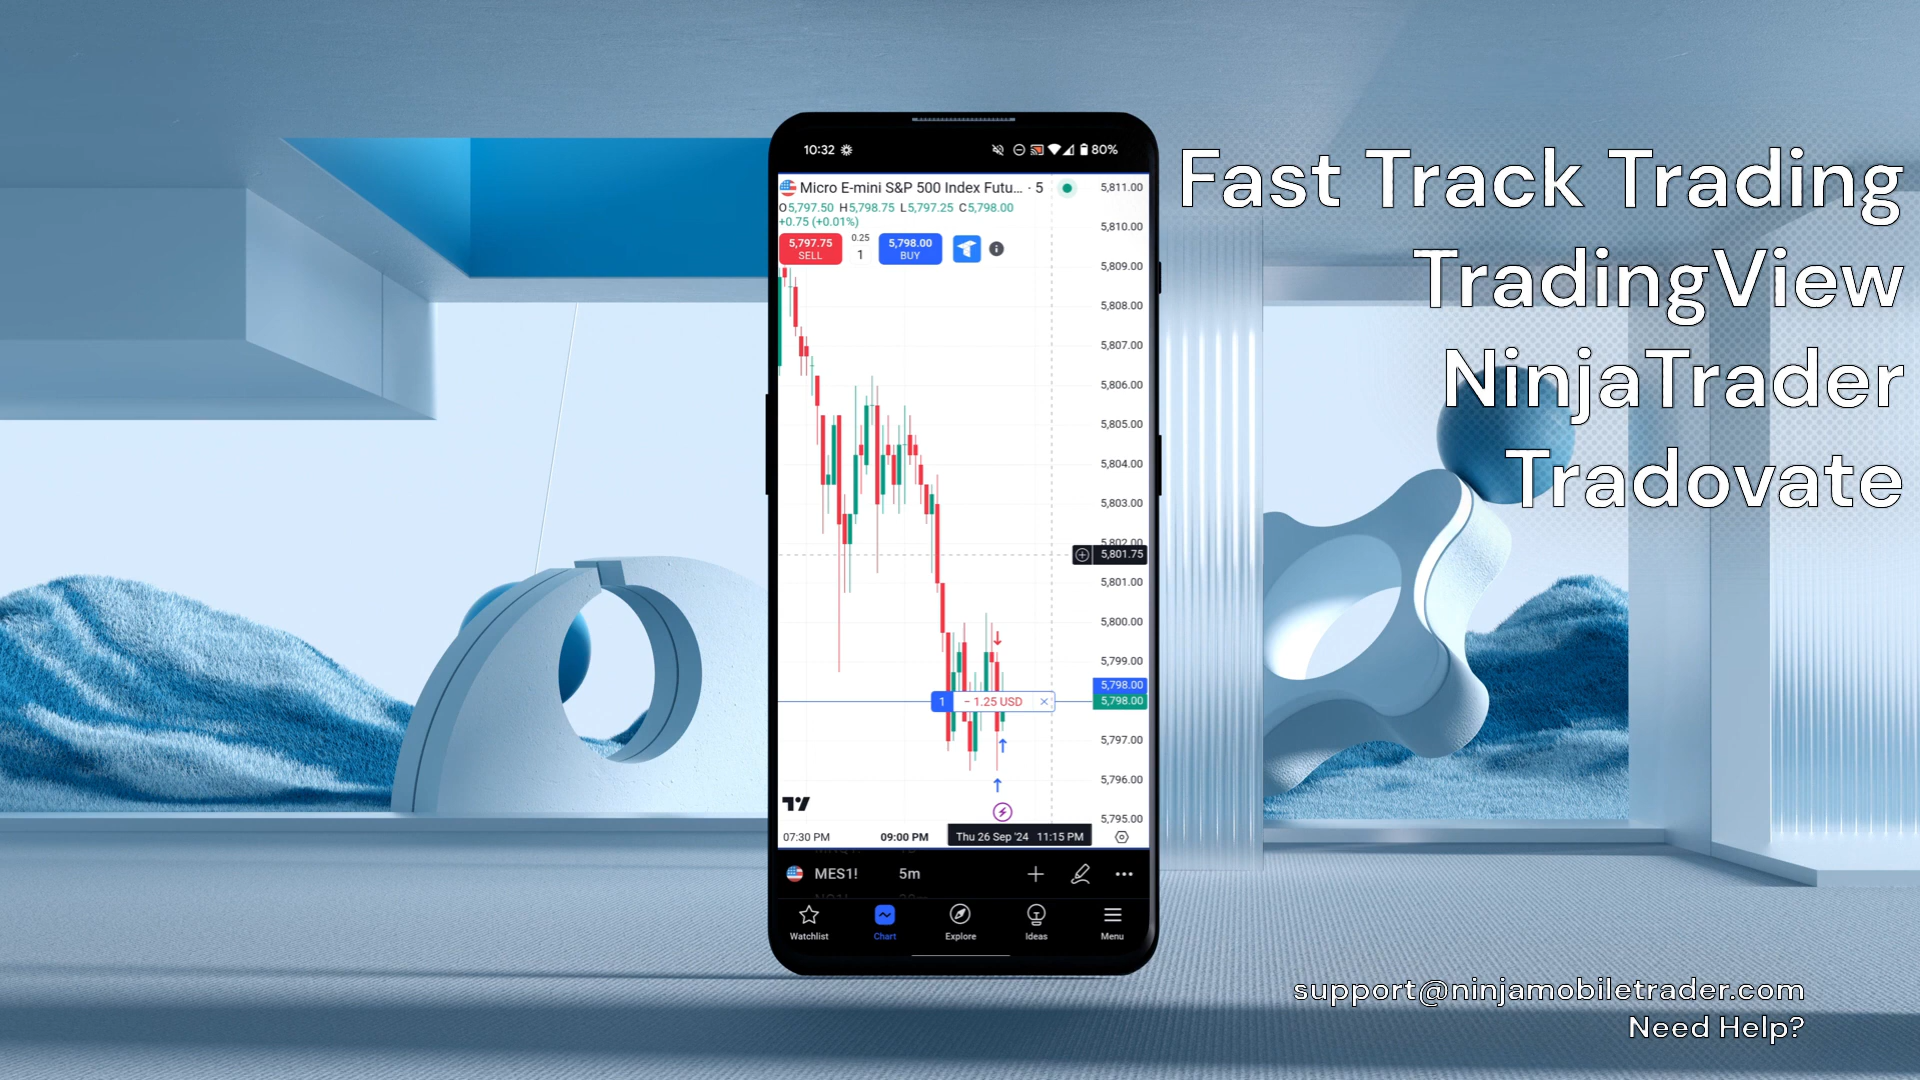 Fast Track Trading
TradingView
NinjaTrader
Tradovate
10:32
80%
Micro E-mini S&P 500 Index Futu... · 5
O5,797.50 H5,798.75 L5,797.25 C5,798.00
+0.75 (+0.01%)
5,797.75
SELL
0.25
1
5,798.00
BUY
5,811.00
5,810.00
5,809.00
5,808.00
5,807.00
5,806.00
5,805.00
5,804.00
5,803.00
5,802.00
5,801.75
5,801.00
5,800.00
5,799.00
5,798.00
1
− 1.25 USD
5,798.00
5,797.00
5,796.00
5,795.00
07:30 PM
09:00 PM
Thu 26 Sep '24 11:15 PM
MES1!
5m
Watchlist
Chart
Explore
Ideas
Menu
support@ninjamobiletrader.com
Need Help?